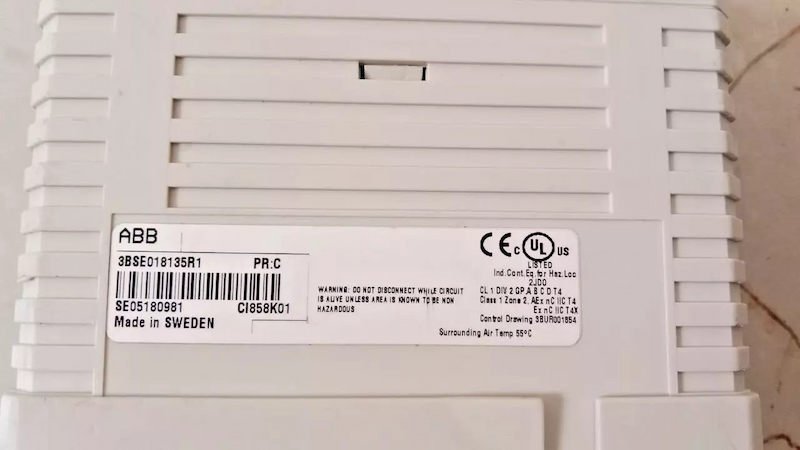 ABB
3BSE018135R1 PR:C
SE05180981 CI858K01
Made in SWEDEN
WARNING: DO NOT DISCONNECT WHILE CIRCUIT
IS ALIVE UNLESS AREA IS KNOWN TO BE NON
HAZARDOUS
CE C UL US
LISTED
Ind.Cont.Eq.for Haz.Loc
2JD0
CL 1 DIV 2 GP.A B C D T4
Class 1 Zone 2, AEx nC IIC T4
Ex nC IIC T4X
Control Drawing 3BUR001854
Surrounding Air Temp 55°C